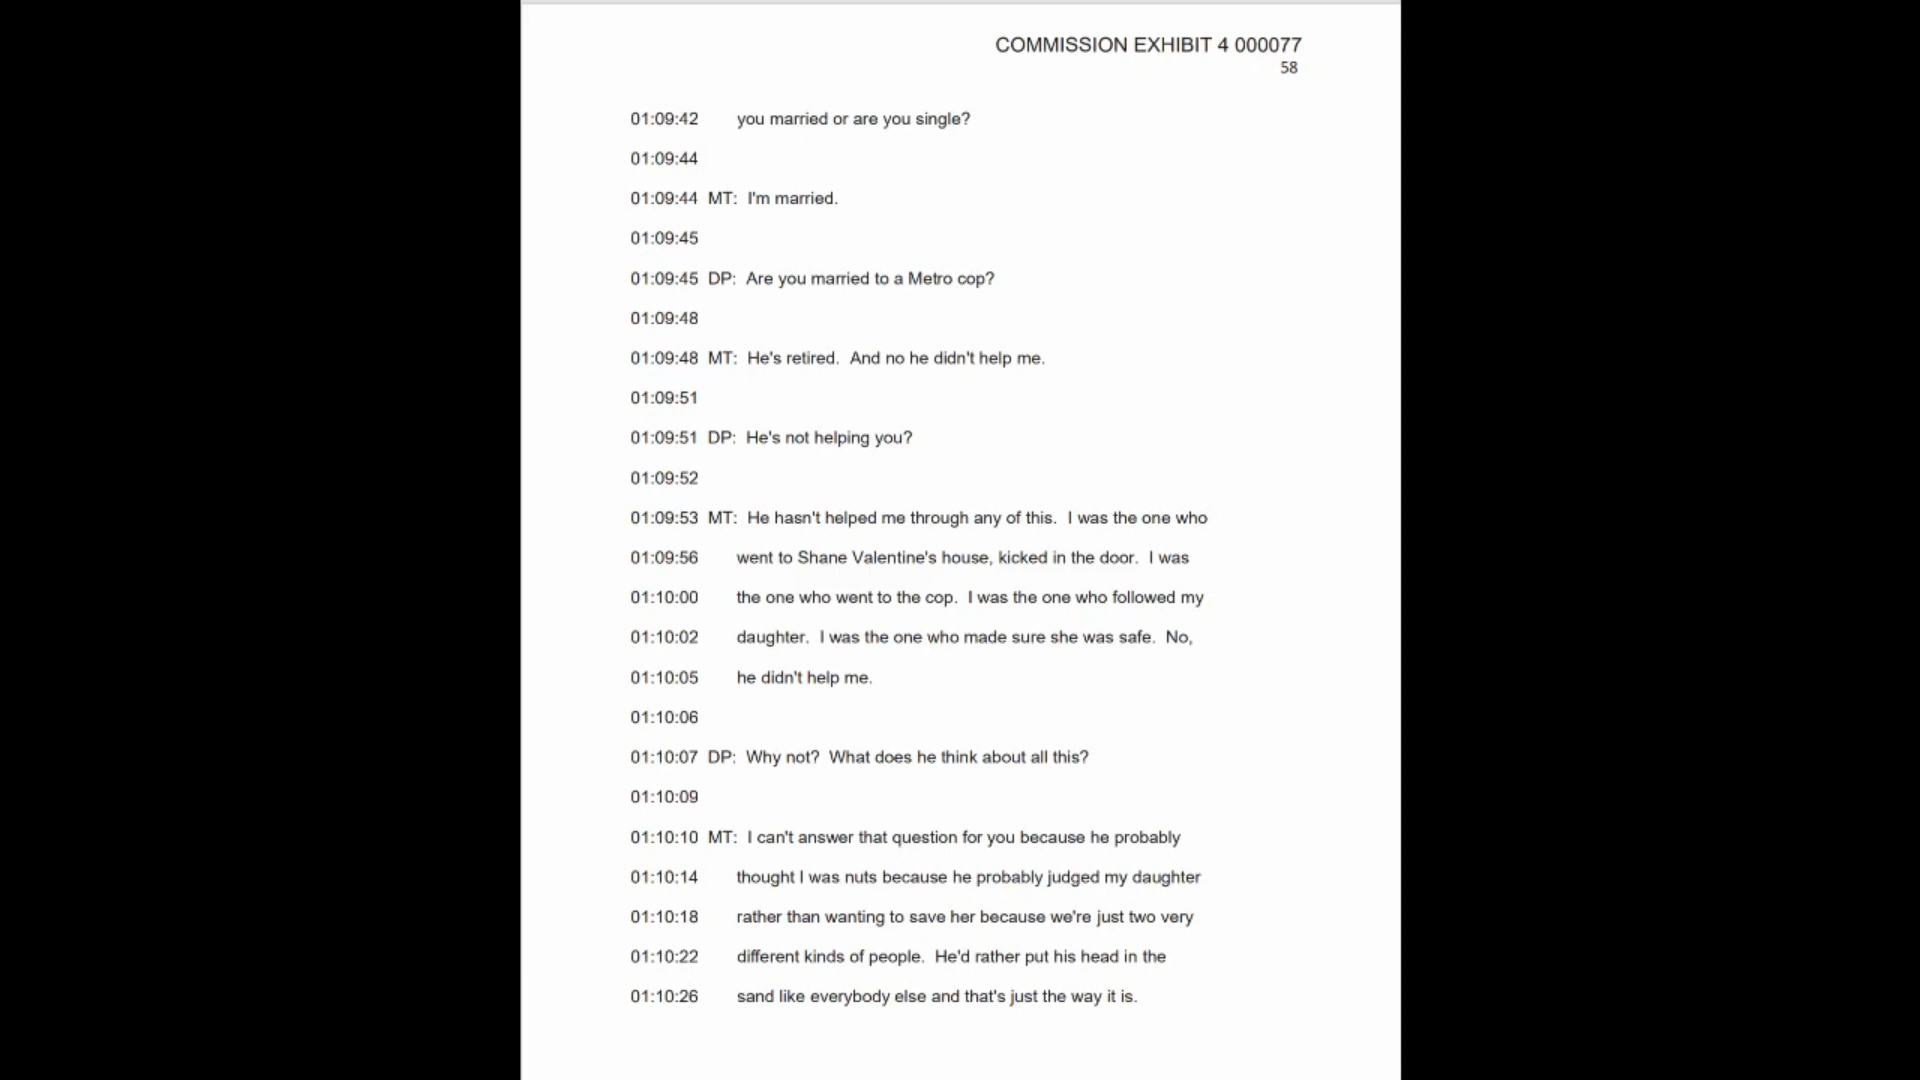 COMMISSION EXHIBIT 4 000077
58
01:09:42 you married or are you single?
01:09:44
01:09:44 MT: I'm married.
01:09:45
01:09:45 DP: Are you married to a Metro cop?
01:09:48
01:09:48 MT: He's retired. And no he didn't help me.
01:09:51
01:09:51 DP: He's not helping you?
01:09:52
01:09:53 MT: He hasn't helped me through any of this. I was the one who
01:09:56 went to Shane Valentine's house, kicked in the door. I was
01:10:00 the one who went to the cop. I was the one who followed my
01:10:02 daughter. I was the one who made sure she was safe. No,
01:10:05 he didn't help me.
01:10:06
01:10:07 DP: Why not? What does he think about all this?
01:10:09
01:10:10 MT: I can't answer that question for you because he probably
01:10:14 thought I was nuts because he probably judged my daughter
01:10:18 rather than wanting to save her because we're just two very
01:10:22 different kinds of people. He'd rather put his head in the
01:10:26 sand like everybody else and that's just the way it is.